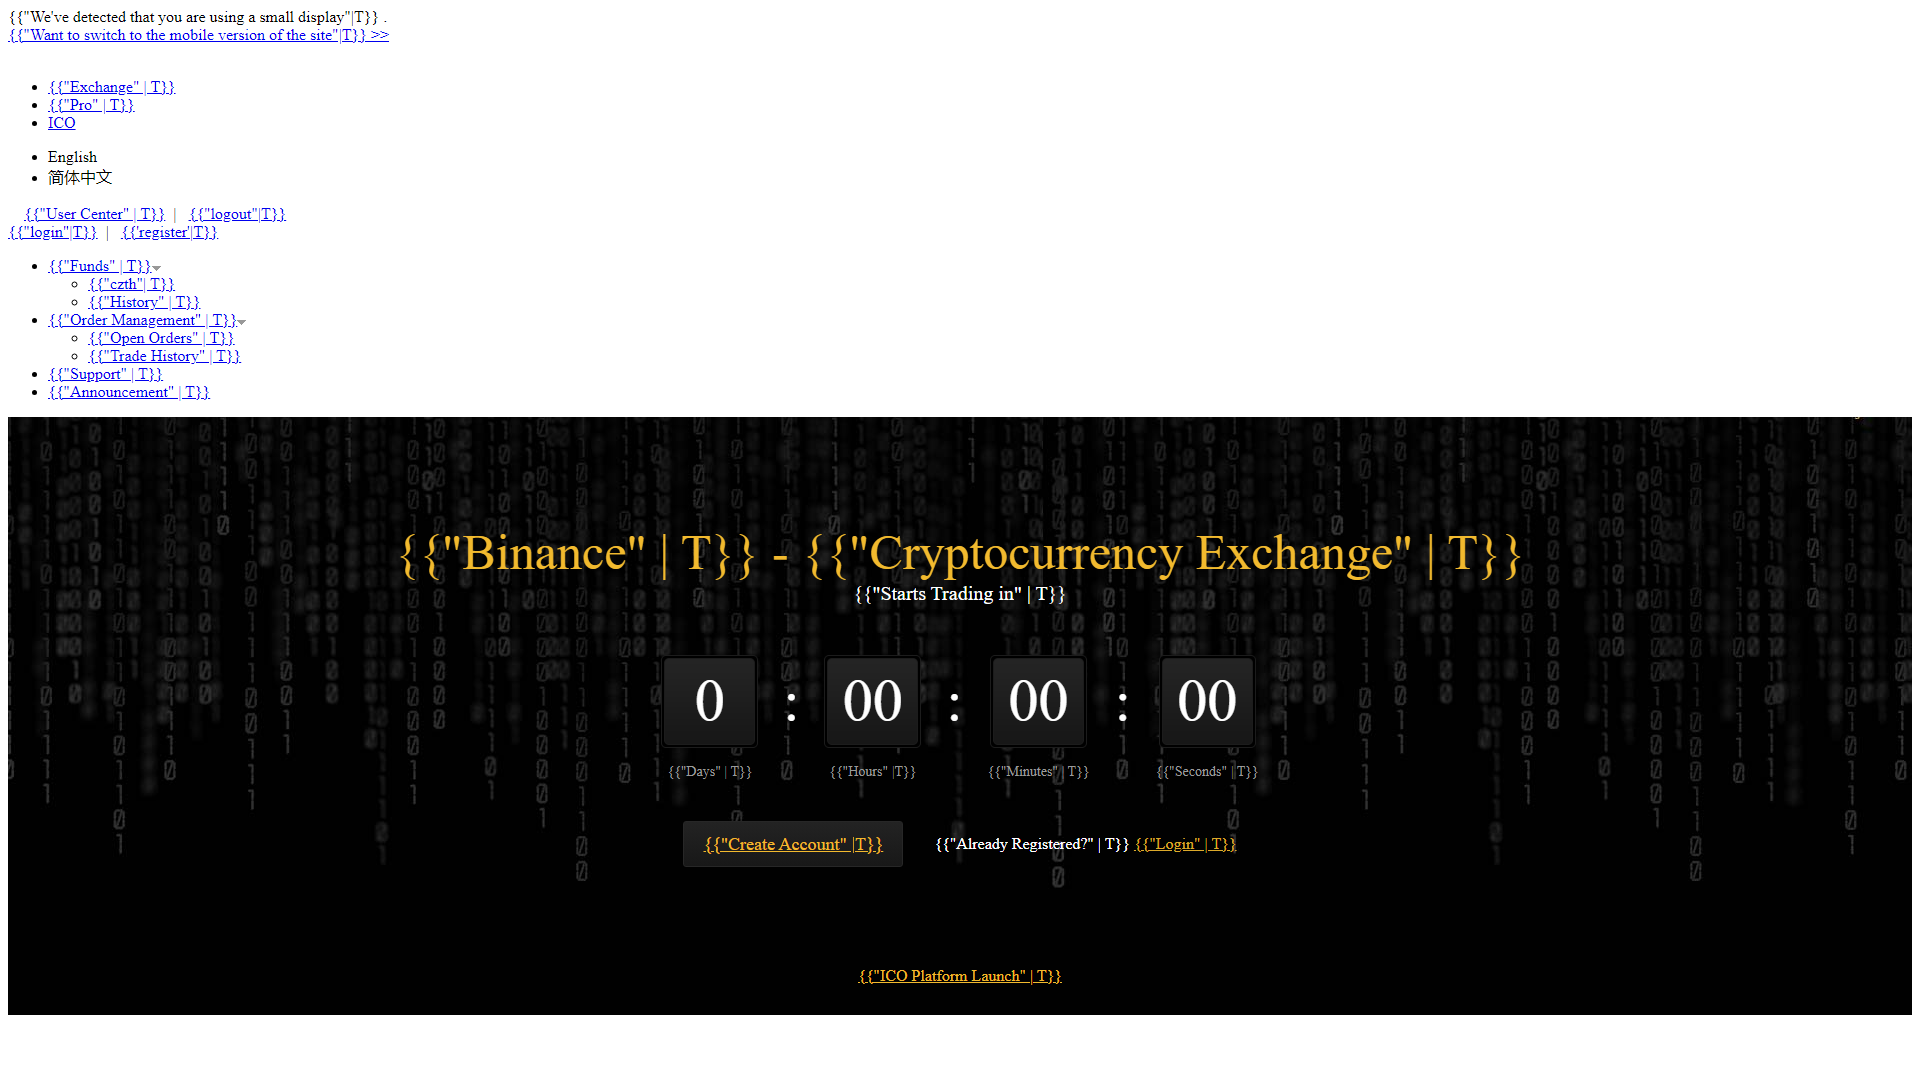 {{"We've detected that you are using a small display"|T}} .
{{"Want to switch to the mobile version of the site"|T}} >>
{{"Exchange" | T}}
{{"Pro" | T}}
ICO
English
简体中文
{{"User Center" | T}} | {{"logout"|T}}
{{"login"|T}} | {{'register'|T}}
{{"Funds" | T}}
{{"czth"| T}}
{{"History" | T}}
{{"Order Management" | T}}
{{"Open Orders" | T}}
{{"Trade History" | T}}
{{"Support" | T}}
{{"Announcement" | T}}
{{"Binance" | T}} - {{"Cryptocurrency Exchange" | T}}
{{"Starts Trading in" | T}}
0 : 00 : 00 : 00
{{"Days" | T}} {{"Hours" |T}} {{"Minutes" | T}} {{"Seconds" | T}}
{{"Create Account" |T}} {{"Already Registered?" | T}} {{"Login" | T}}
{{"ICO Platform Launch" | T}}